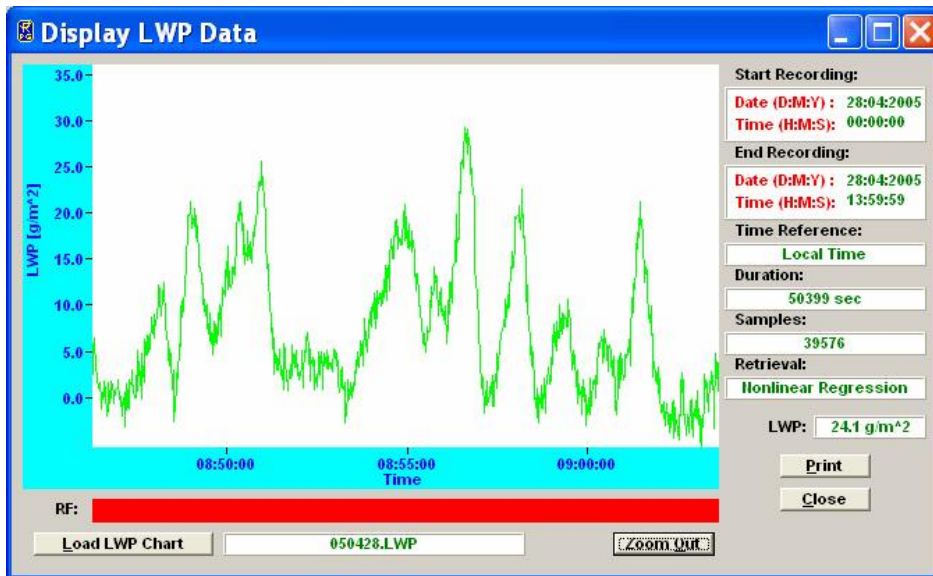 Display LWP Data
35.0
30.0
25.0
20.0
15.0
10.0
5.0
0.0
LWP [g/m^2]
08:50:00 08:55:00 09:00:00
Time
RF:
Load LWP Chart 050428.LWP Zoom Out
Start Recording:
Date (D:M:Y) : 28:04:2005
Time (H:M:S): 00:00:00
End Recording:
Date (D:M:Y) : 28:04:2005
Time (H:M:S): 13:59:59
Time Reference:
Local Time
Duration:
50399 sec
Samples:
39576
Retrieval:
Nonlinear Regression
LWP: 24.1 g/m^2
Print
Close